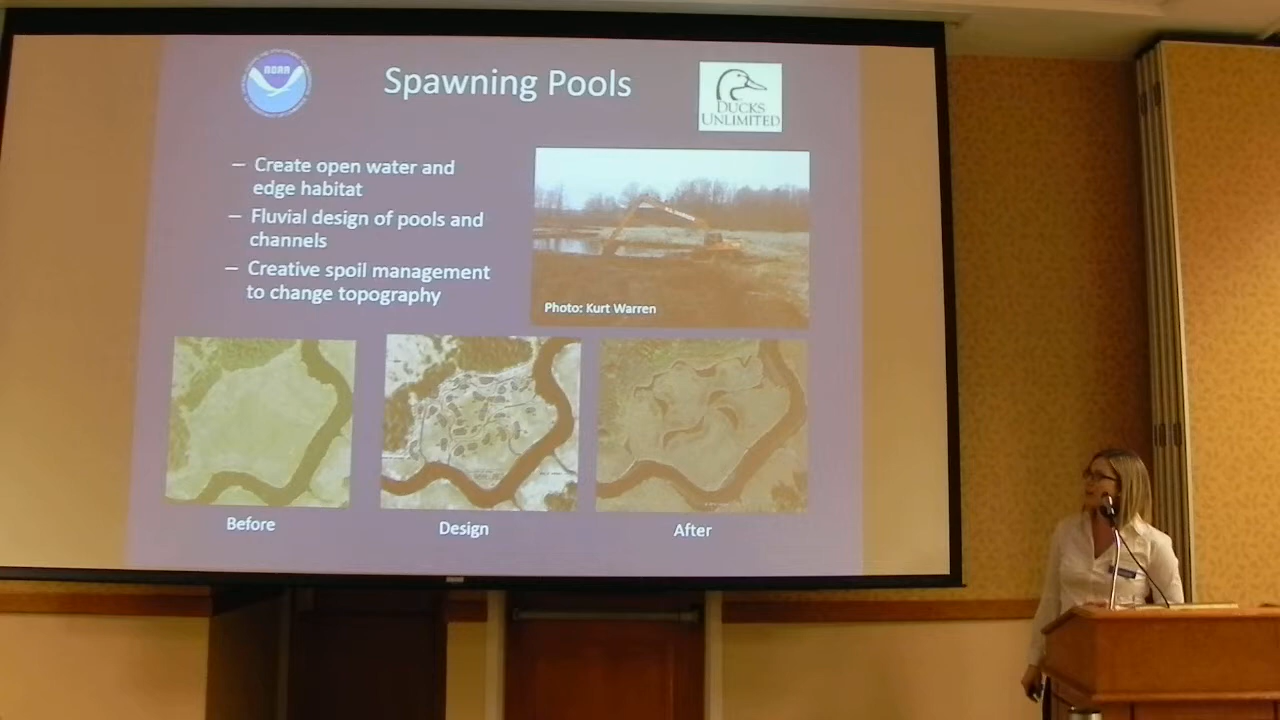 NOAA
Spawning Pools
DUCKS
UNLIMITED
– Create open water and
edge habitat
– Fluvial design of pools and
channels
– Creative spoil management
to change topography
Photo: Kurt Warren
Before
Design
After